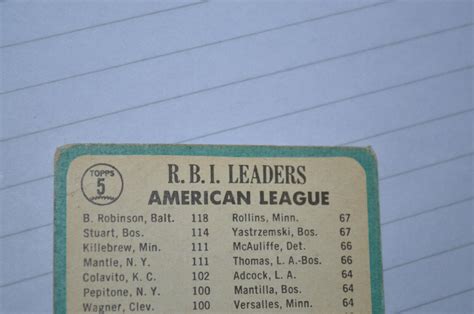 TOPPS
5
R.B.I. LEADERS
AMERICAN LEAGUE
B. Robinson, Balt. 118 Rollins, Minn. 67
Stuart, Bos. 114 Yastrzemski, Bos. 67
Killebrew, Min. 111 McAuliffe, Det. 66
Mantle, N. Y. 111 Thomas, L. A.-Bos. 66
Colavito, K. C. 102 Adcock, L. A. 64
Pepitone, N. Y. 100 Mantilla, Bos. 64
Wagner, Clev. 100 Versalles, Minn. 64